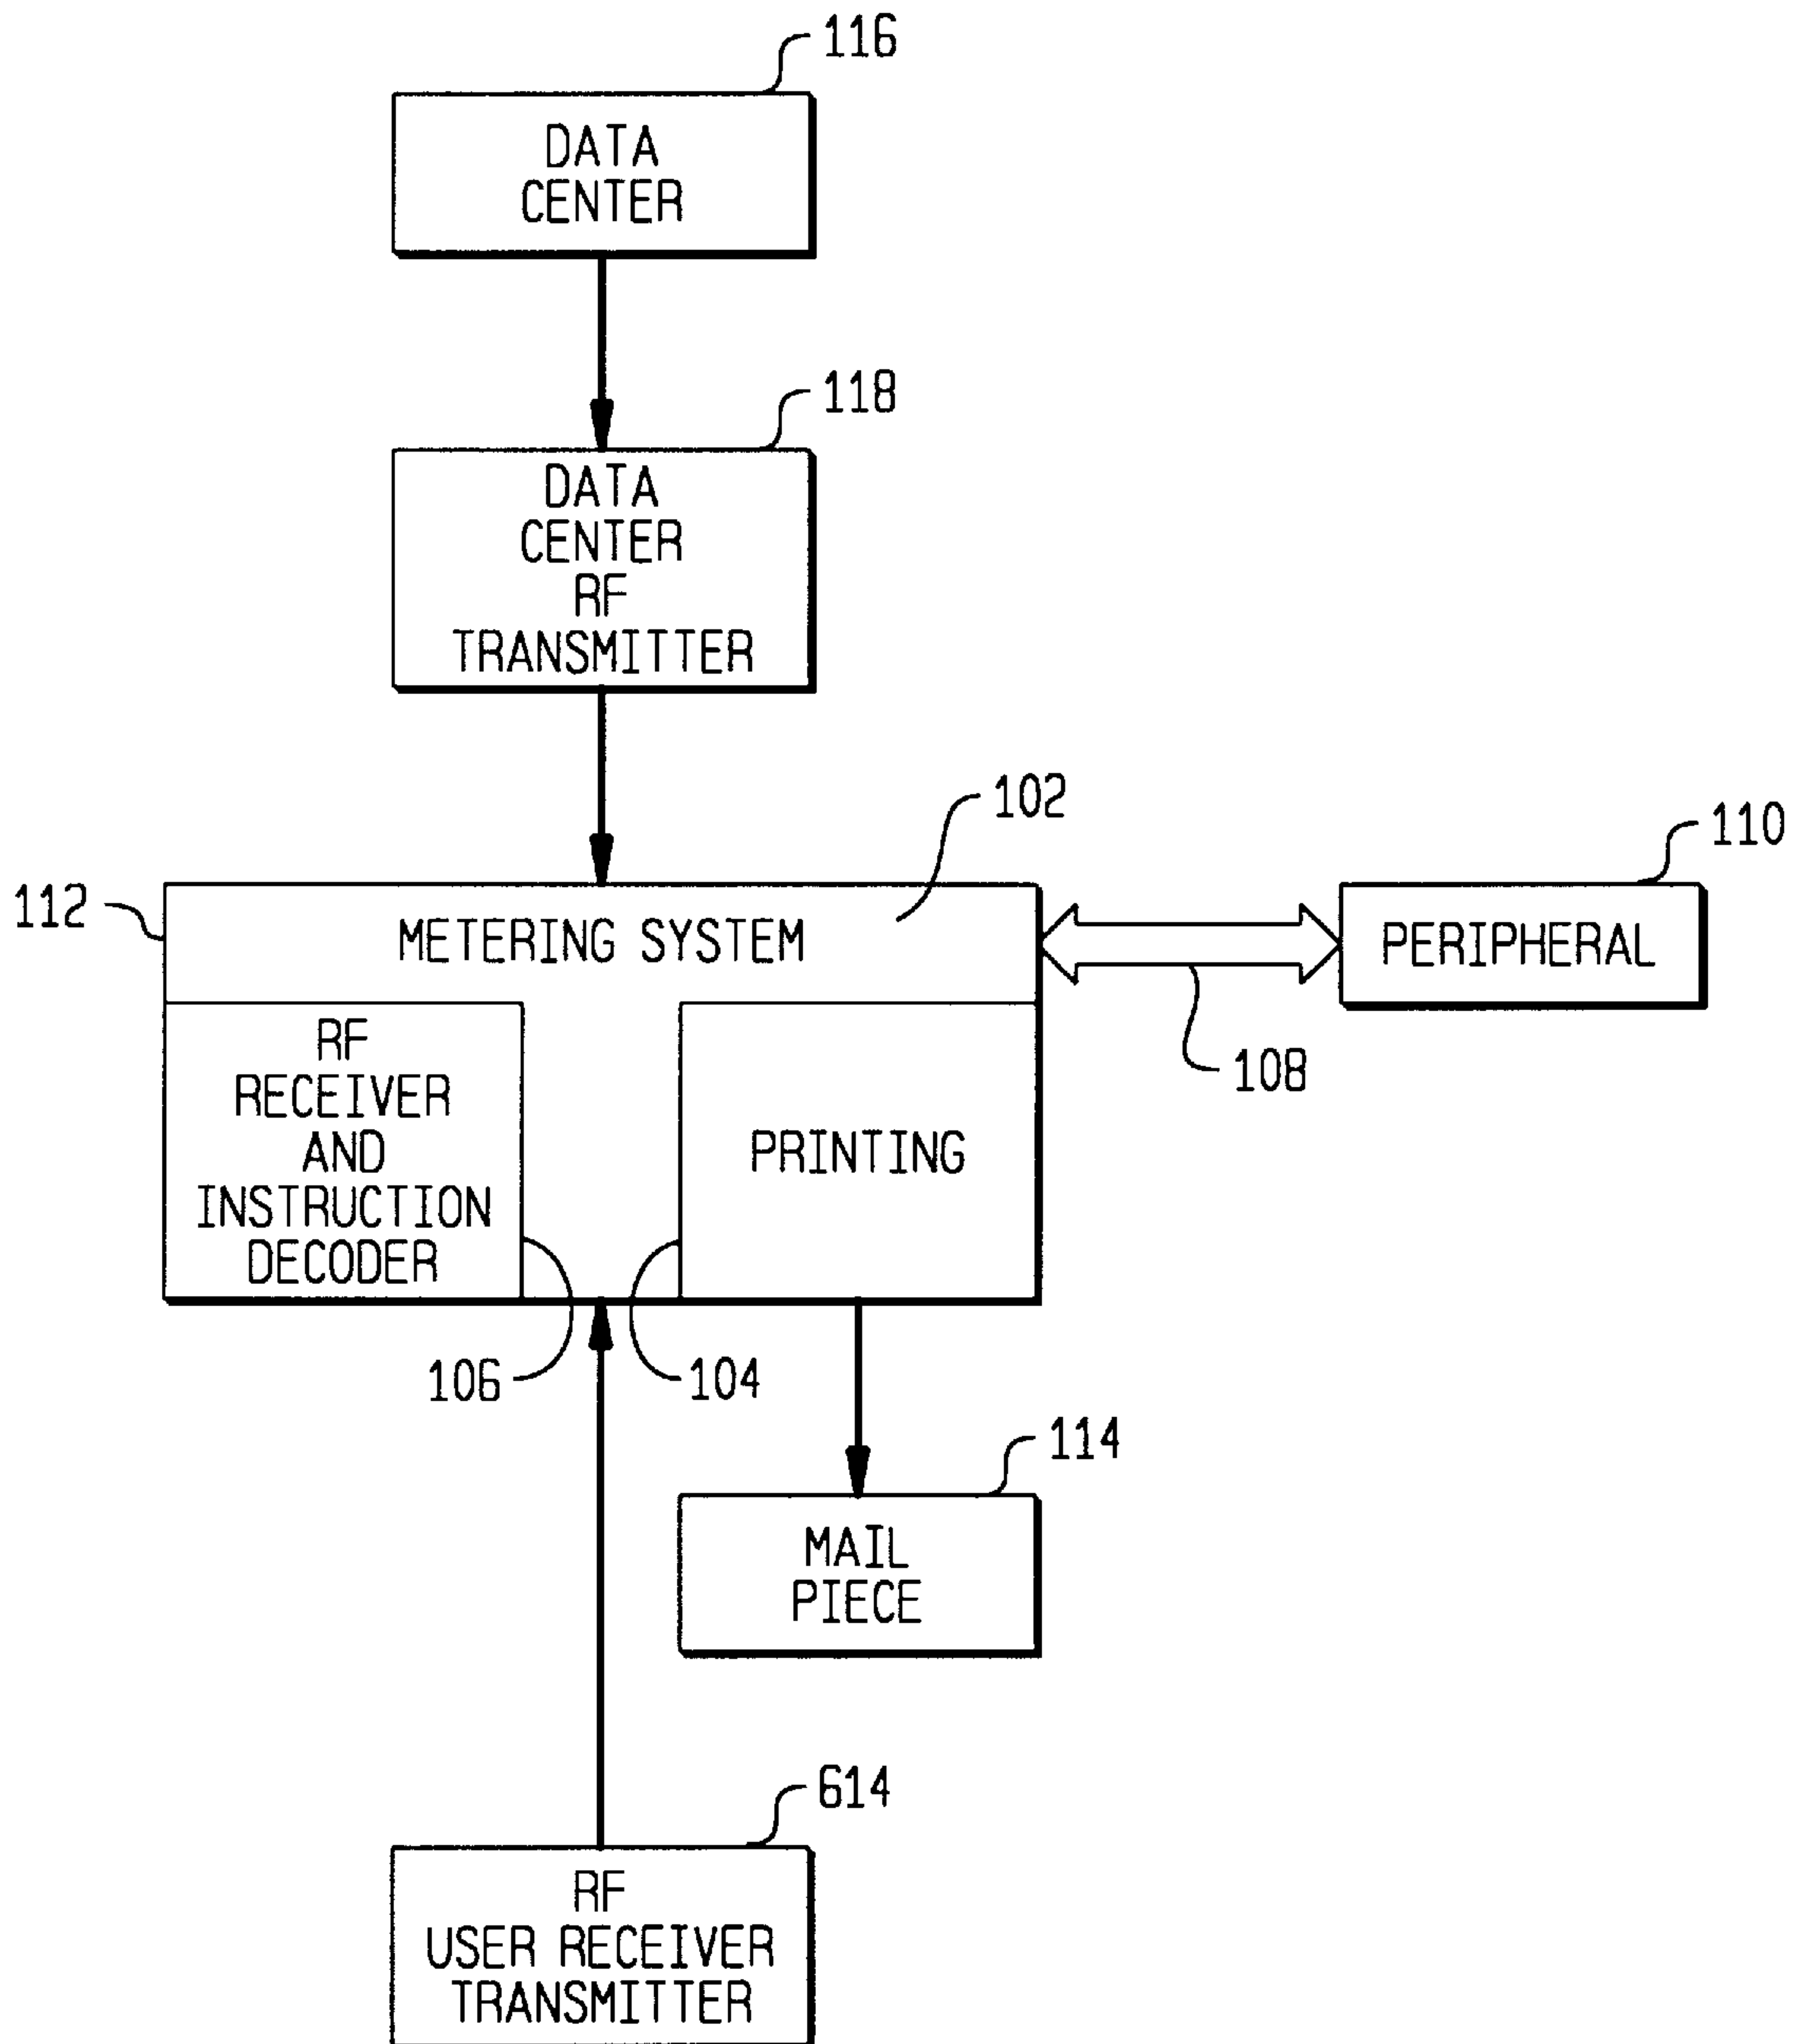 116
DATA
CENTER
118
DATA
CENTER
RF
TRANSMITTER
102
110
112
METERING SYSTEM
PERIPHERAL
108
RF
RECEIVER
AND
INSTRUCTION
DECODER
PRINTING
106
104
114
MAIL
PIECE
614
RF
USER RECEIVER
TRANSMITTER